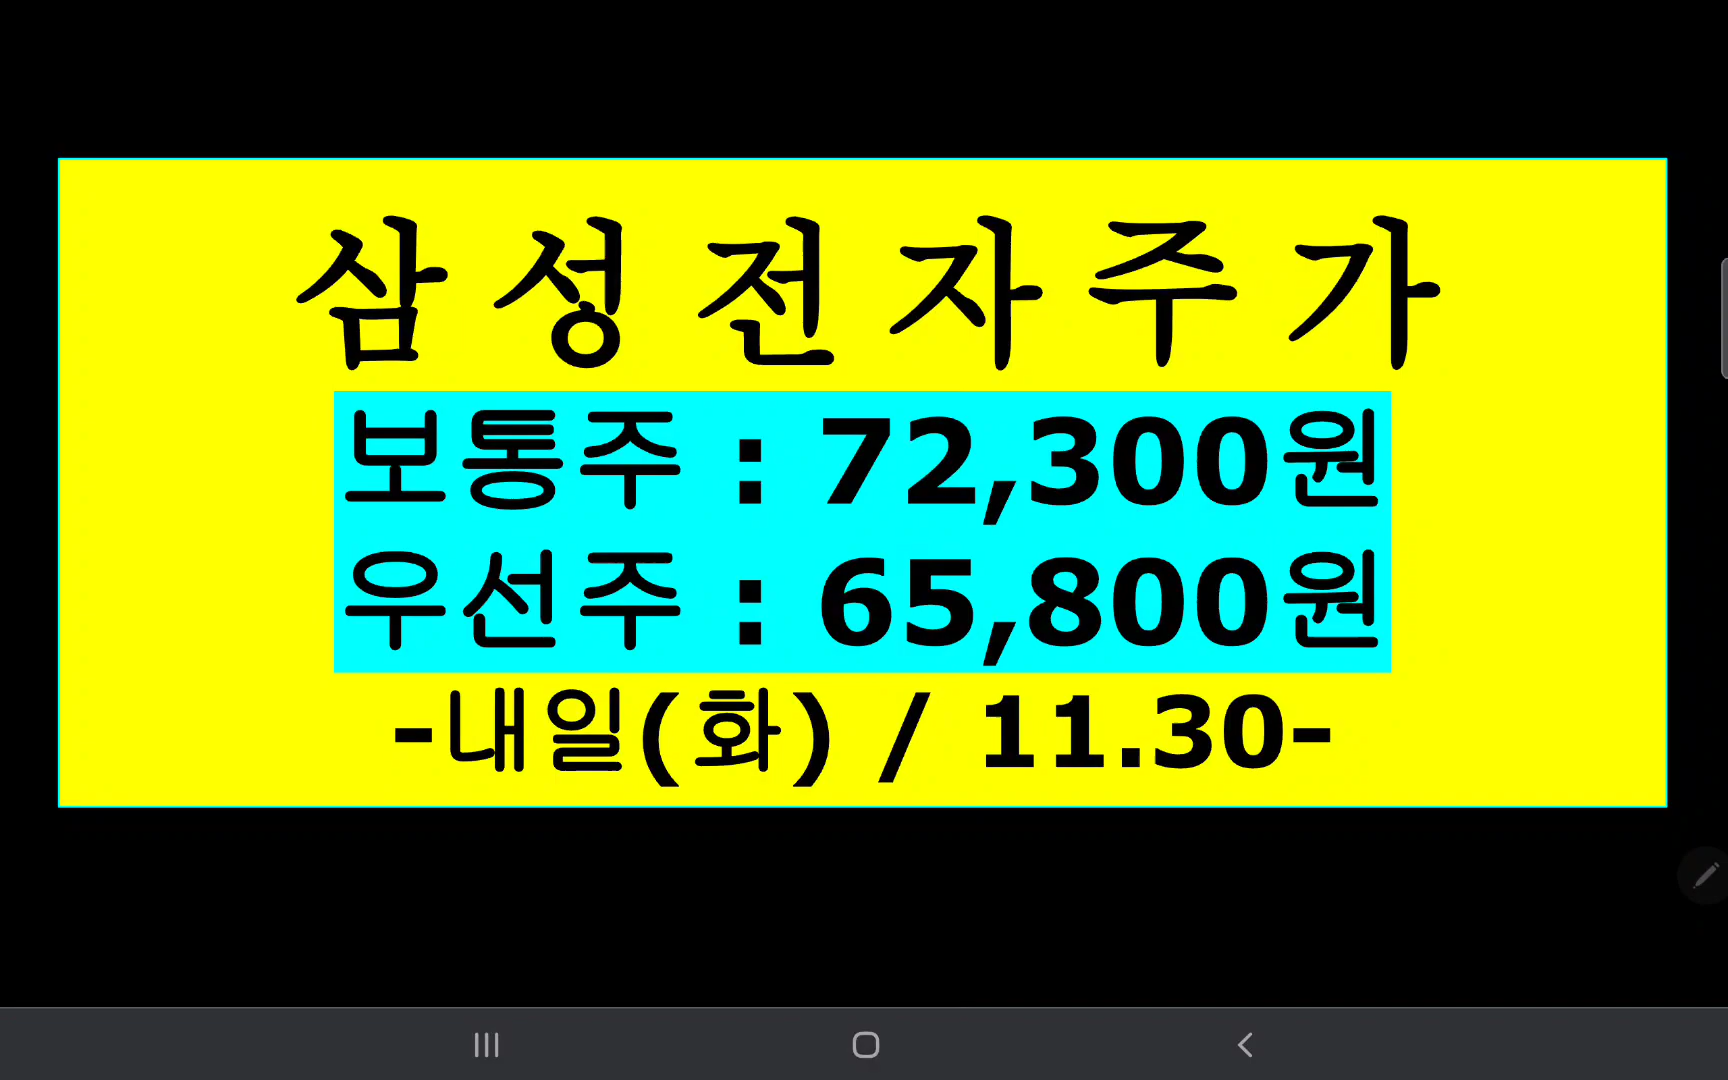 삼성전자주가
보통주 : 72,300원
우선주 : 65,800원
-내일(화) / 11.30-